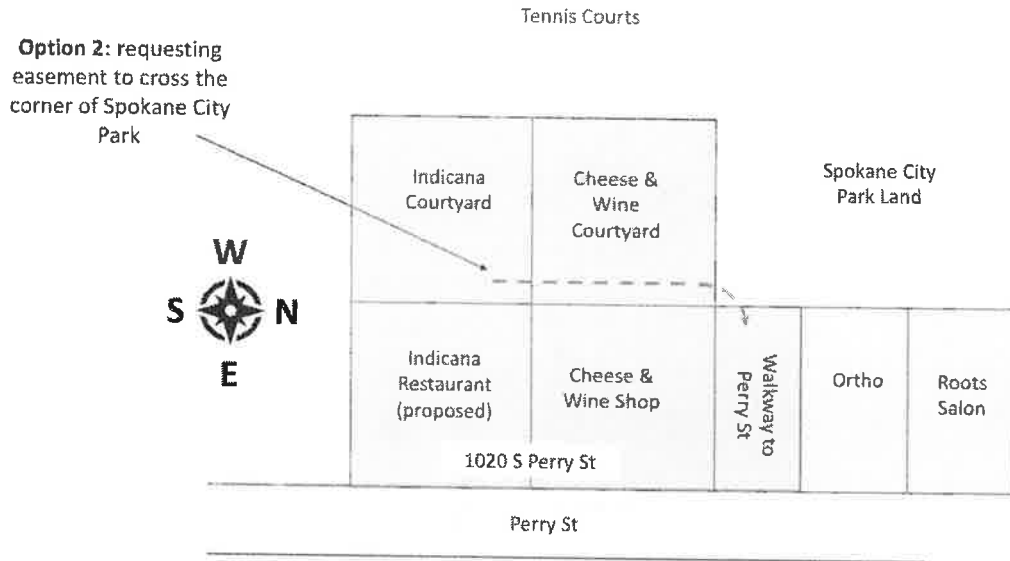 Tennis Courts
Option 2: requesting
easement to cross the
corner of Spokane City
Park
Indicana
Courtyard
Cheese &
Wine
Courtyard
Spokane City
Park Land
W
S
N
E
Indicana
Restaurant
(proposed)
Cheese &
Wine Shop
Walkway to
Perry St
Ortho
Roots
Salon
1020 S Perry St
Perry St